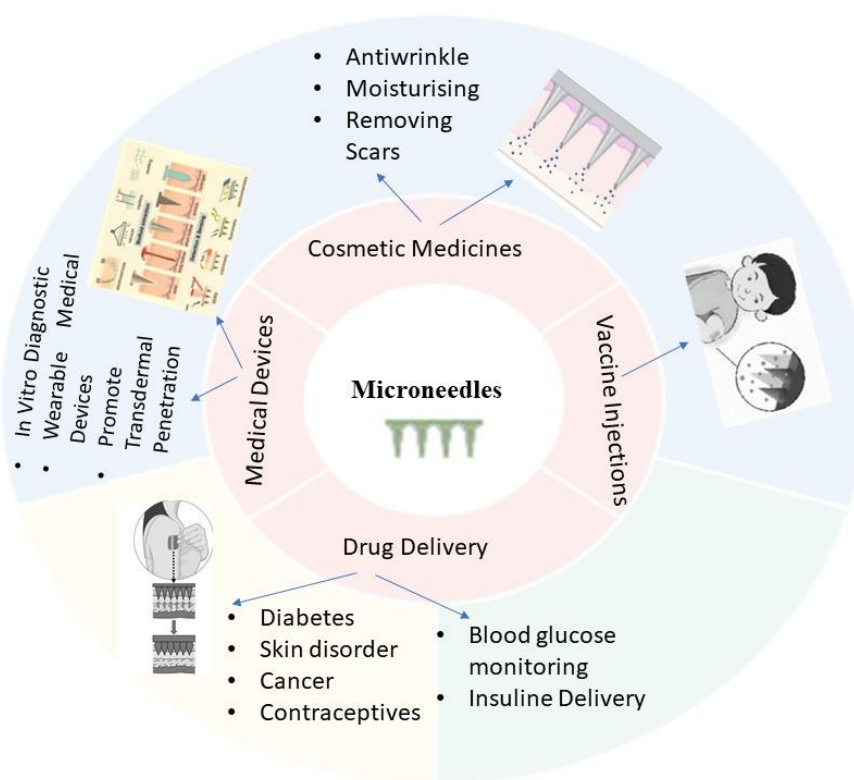 • Antiwrinkle
• Moisturising
• Removing
Scars
Cosmetic Medicines
• In Vitro Diagnostic
• Wearable Medical
Devices
• Promote
Transdermal
Penetration
Medical Devices
Microneedles
Vaccine Injections
Drug Delivery
• Diabetes
• Skin disorder
• Cancer
• Contraceptives
• Blood glucose
monitoring
• Insuline Delivery